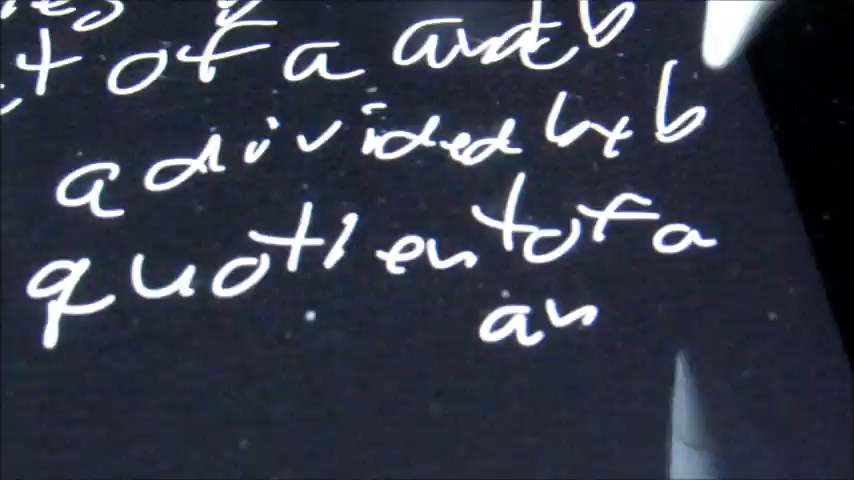 t of a and b
a divided by b
quotient of a
an